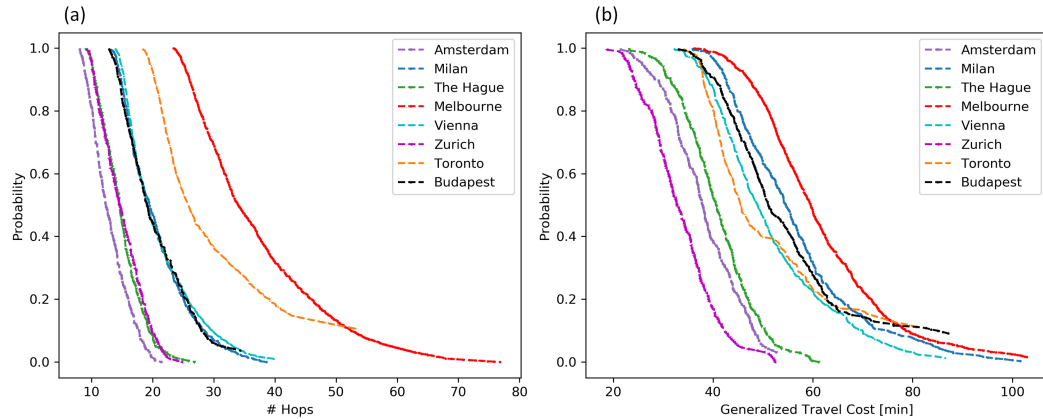 (a)
1.0
0.8
0.6
0.4
0.2
0.0
Probability
10
20
30
40
50
60
70
80
# Hops
Amsterdam
Milan
The Hague
Melbourne
Vienna
Zurich
Toronto
Budapest
(b)
1.0
0.8
0.6
0.4
0.2
0.0
Probability
20
40
60
80
100
Generalized Travel Cost [min]
Amsterdam
Milan
The Hague
Melbourne
Vienna
Zurich
Toronto
Budapest